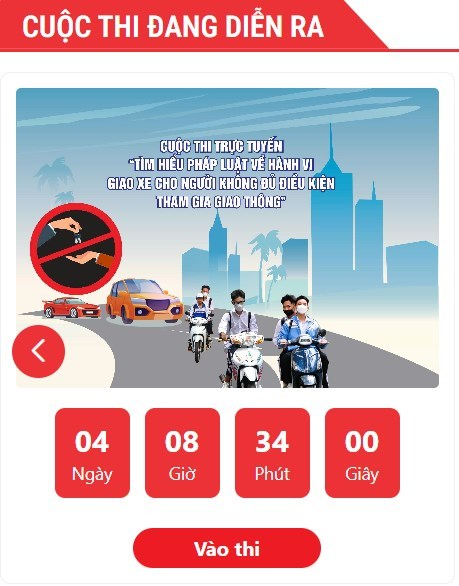 CUỘC THI ĐANG DIỄN RA
CUỘC THI TRỰC TUYẾN
"TÌM HIỂU PHÁP LUẬT VỀ HÀNH VI
GIAO XE CHO NGƯỜI KHÔNG ĐỦ ĐIỀU KIỆN
THAM GIA GIAO THÔNG"
04 08 34 00
Ngày Giờ Phút Giây
Vào thi